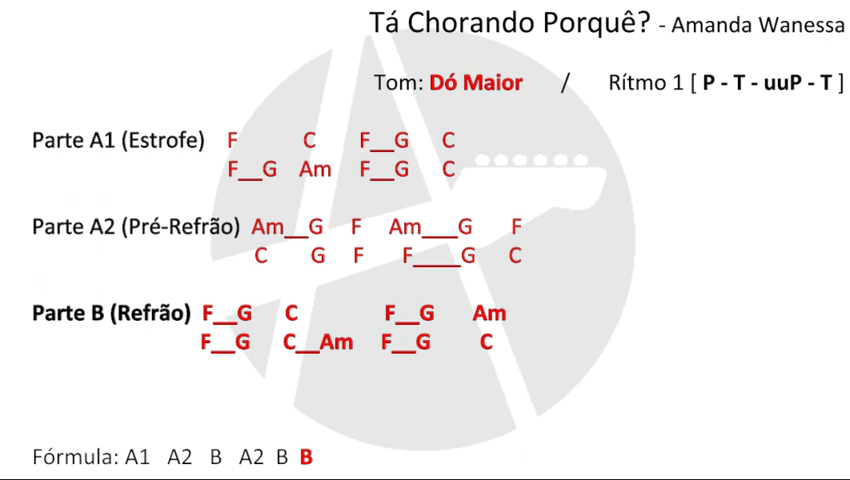 Tá Chorando Porquê? - Amanda Wanessa
Tom: Dó Maior / Rítmo 1 [ P - T - uuP - T ]
Parte A1 (Estrofe) F C F__G C
F__G Am F__G C
Parte A2 (Pré-Refrão) Am__G F Am___G F
C G F F____G C
Parte B (Refrão) F__G C F__G Am
F__G C__Am F__G C
Fórmula: A1 A2 B A2 B B